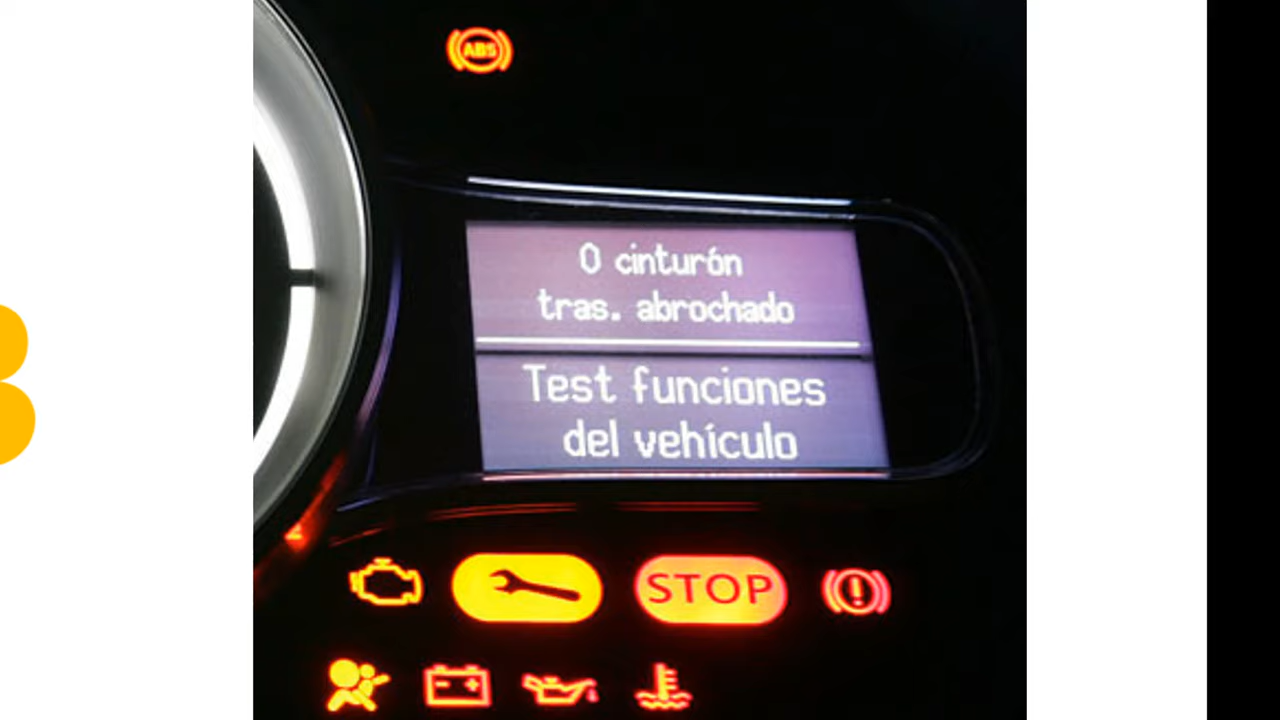 ABS
0 cinturón
tras. abrochado
Test funciones
del vehículo
STOP